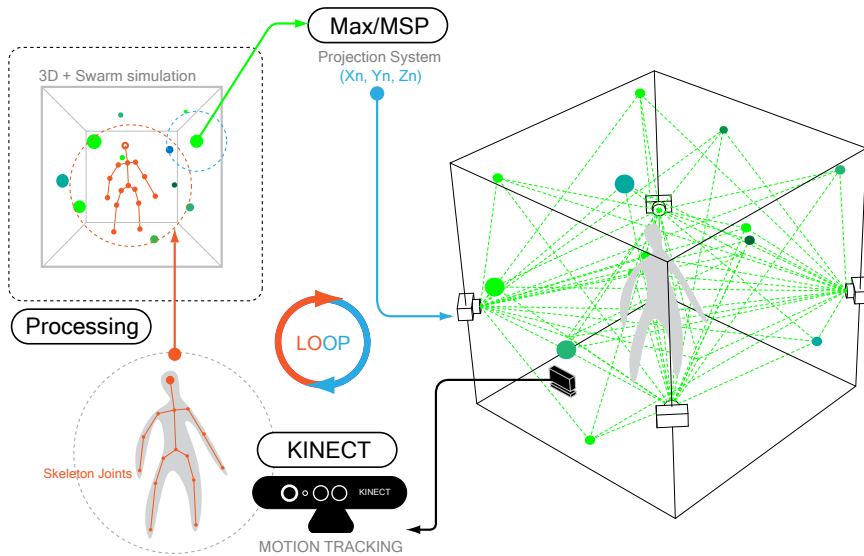 Max/MSP
Projection System
(Xn, Yn, Zn)
3D + Swarm simulation
Processing
LOOP
Skeleton Joints
KINECT
KINECT
MOTION TRACKING